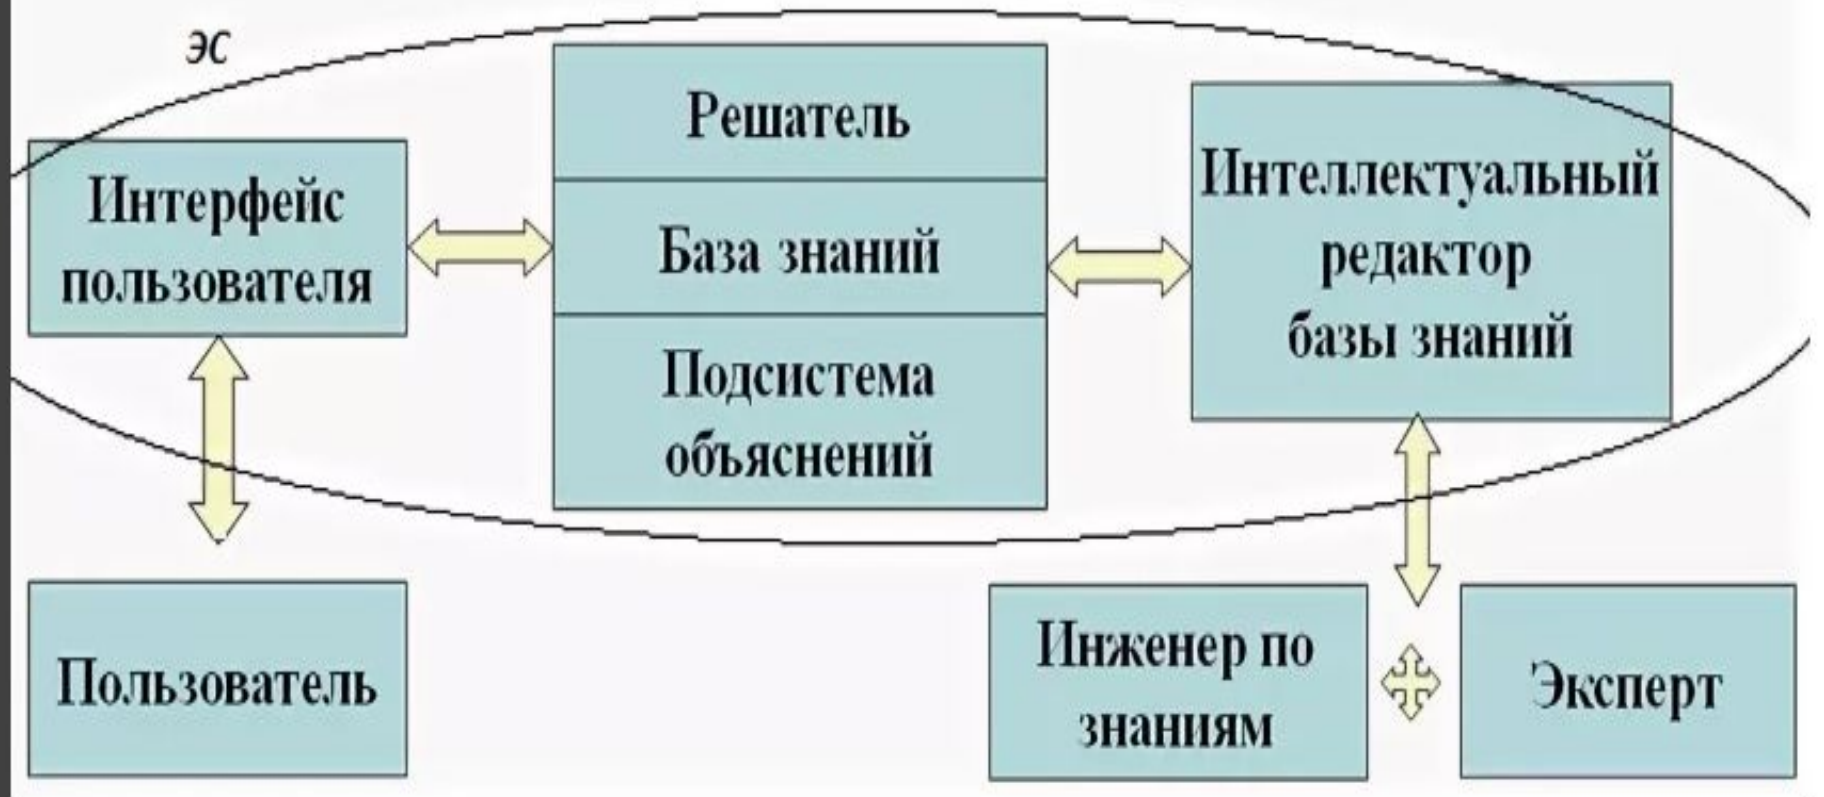 ЭС
Решатель
Интерфейс
пользователя
База знаний
Подсистема
объяснений
Интеллектуальный
редактор
базы знаний
Пользователь
Инженер по
знаниям
Эксперт